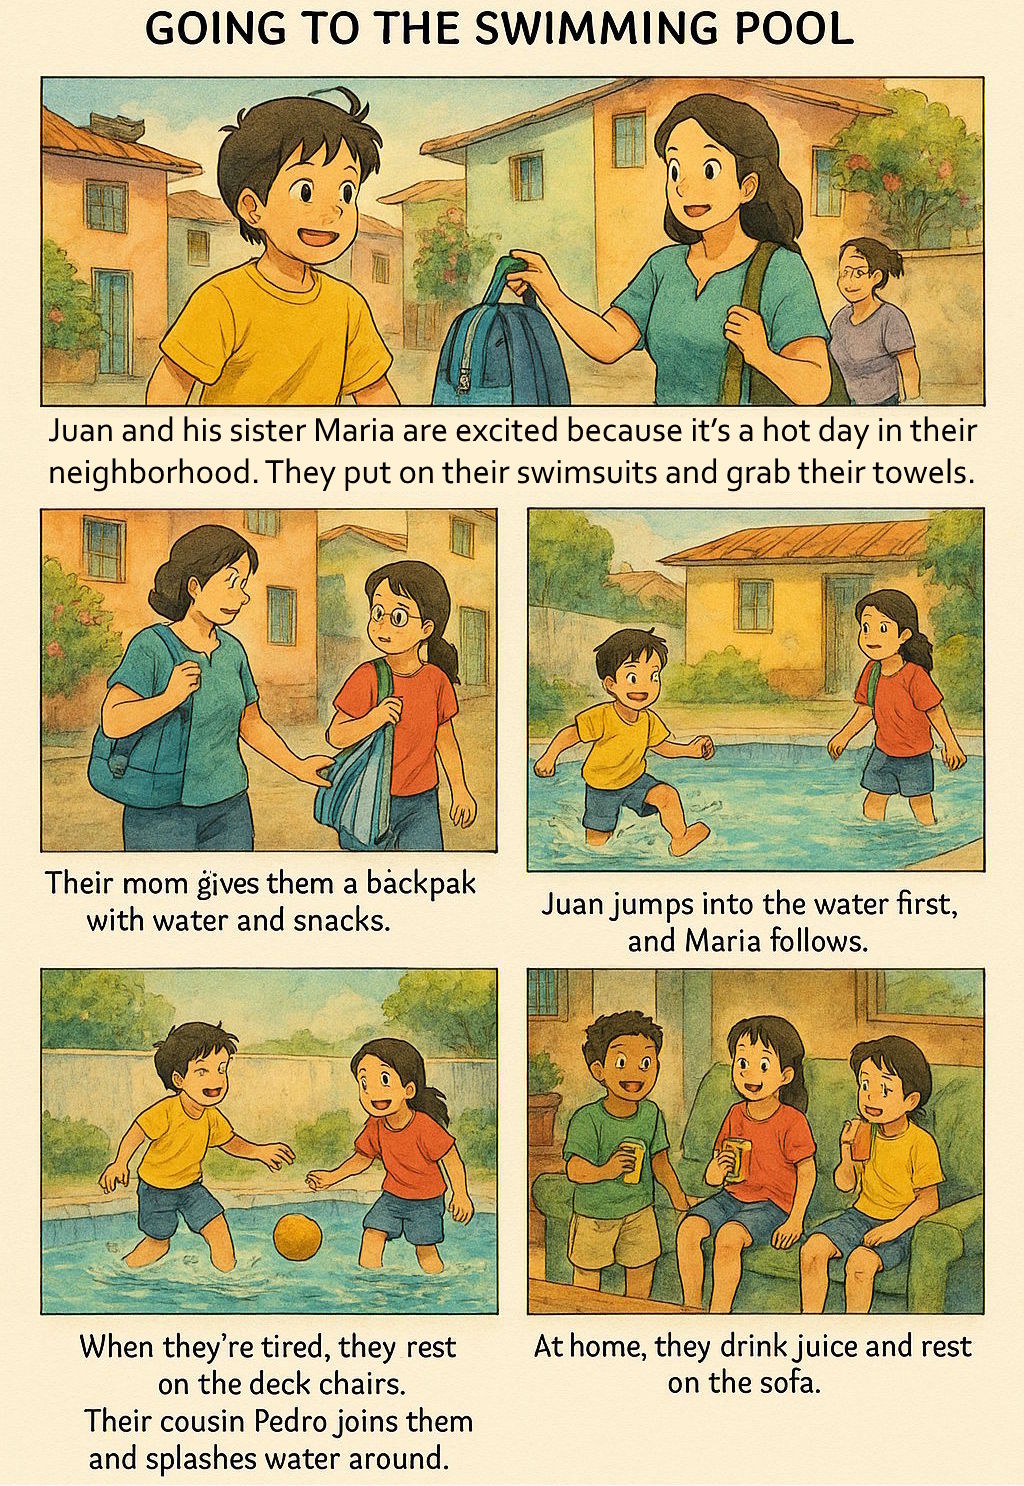 GOING TO THE SWIMMING POOL
Juan and his sister Maria are excited because it's a hot day in their
neighborhood. They put on their swimsuits and grab their towels.
Their mom gives them a backpak
with water and snacks.
Juan jumps into the water first,
and Maria follows.
When they're tired, they rest
on the deck chairs.
Their cousin Pedro joins them
and splashes water around.
At home, they drink juice and rest
on the sofa.